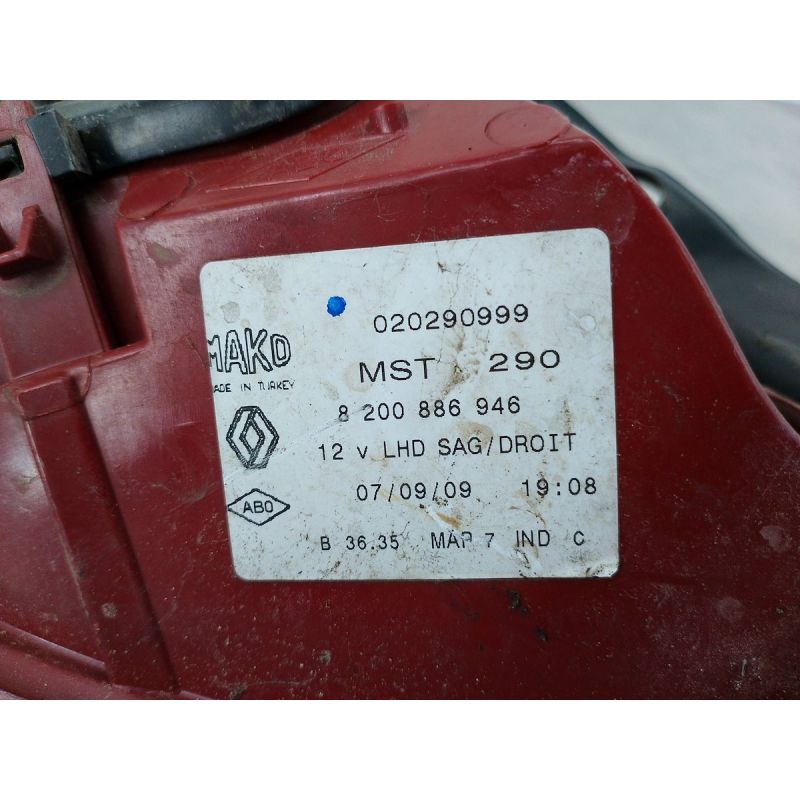 020290999
MAKO
MADE IN TURKEY
MST 290
8 200 886 946
12 v LHD SAG/DROIT
07/09/09 19:08
ABO
B 36.35 MAP 7 IND C